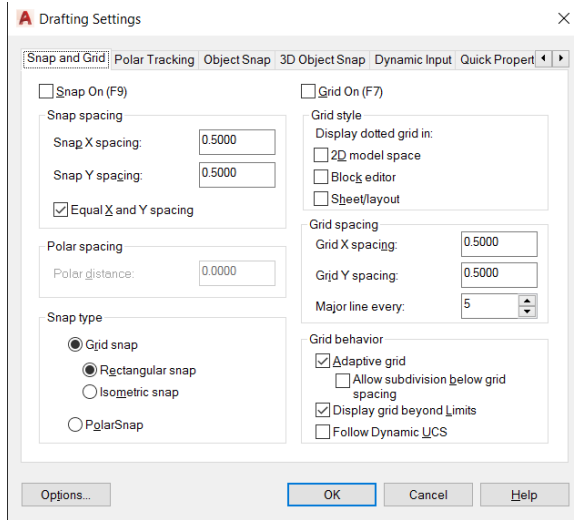 A Drafting Settings
Snap and Grid Polar Tracking Object Snap 3D Object Snap Dynamic Input Quick Propert
Snap On (F9)
Snap spacing
Snap X spacing: 0.5000
Snap Y spacing: 0.5000
Equal X and Y spacing
Polar spacing
Polar distance: 0.0000
Snap type
Grid snap
Rectangular snap
Isometric snap
PolarSnap
Grid On (F7)
Grid style
Display dotted grid in:
2D model space
Block editor
Sheet/layout
Grid spacing
Grid X spacing: 0.5000
Grid Y spacing: 0.5000
Major line every: 5
Grid behavior
Adaptive grid
Allow subdivision below grid
spacing
Display grid beyond Limits
Follow Dynamic UCS
Options... OK Cancel Help